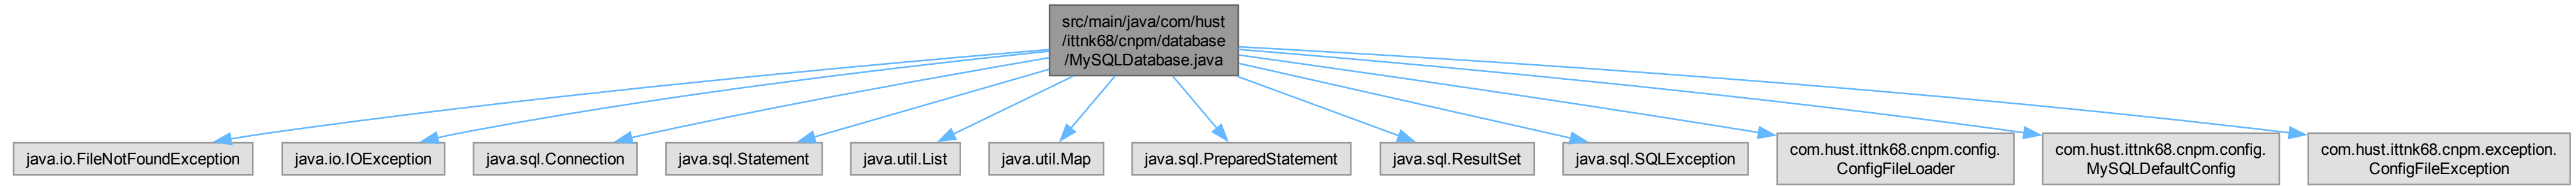 src/main/java/com/hust
/ittnk68/cnpm/database
/MySQLDatabase.java
java.io.FileNotFoundException
java.io.IOException
java.sql.Connection
java.sql.Statement
java.util.List
java.util.Map
java.sql.PreparedStatement
java.sql.ResultSet
java.sql.SQLException
com.hust.ittnk68.cnpm.config.
ConfigFileLoader
com.hust.ittnk68.cnpm.config.
MySQLDefaultConfig
com.hust.ittnk68.cnpm.exception.
ConfigFileException